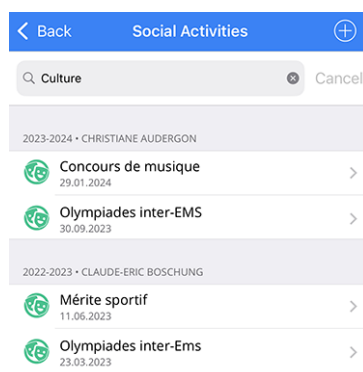 Back Social Activities
Culture Cancel
2023-2024 • CHRISTIANE AUDERGON
Concours de musique
29.01.2024
Olympiades inter-EMS
30.09.2023
2022-2023 • CLAUDE-ERIC BOSCHUNG
Mérite sportif
11.06.2023
Olympiades inter-Ems
23.03.2023